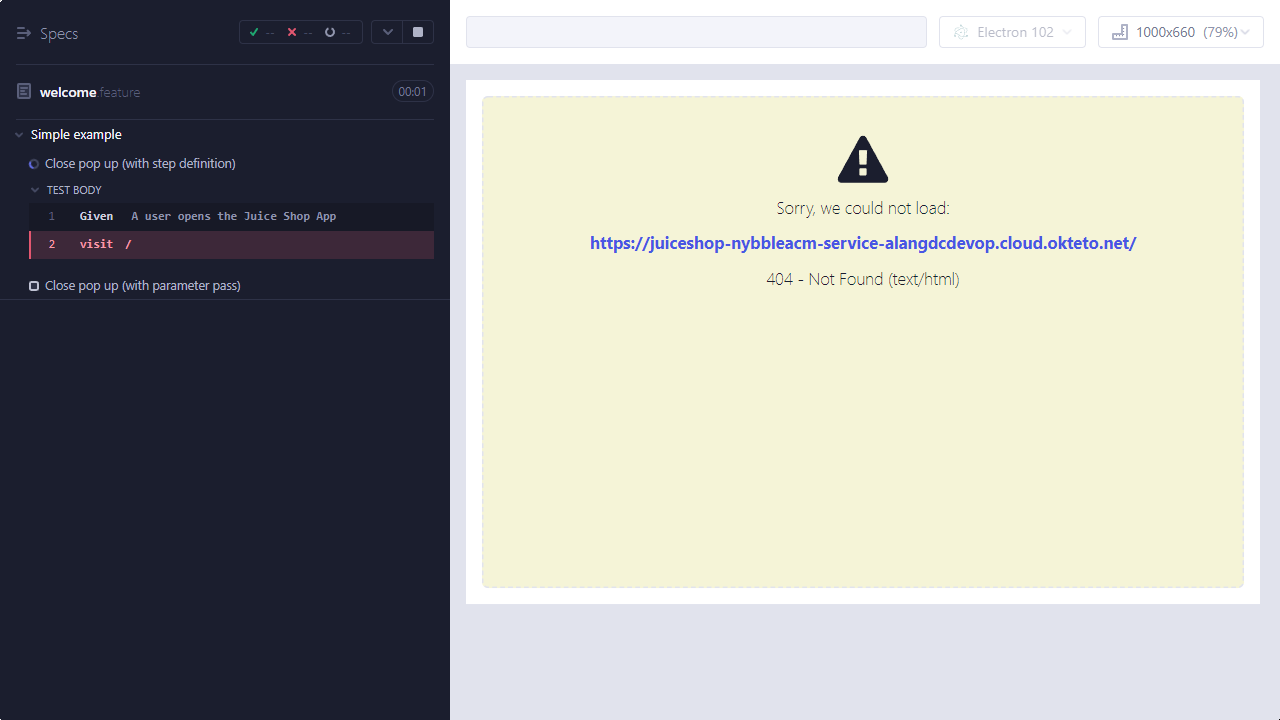 Specs
-- -- --
welcome.feature
00:01
Simple example
Close pop up (with step definition)
TEST BODY
1 Given A user opens the Juice Shop App
2 visit /
Close pop up (with parameter pass)
Electron 102
1000x660 (79%)
Sorry, we could not load:
https://juiceshop-nybbleacm-service-alangdcdevop.cloud.okteto.net/
404 - Not Found (text/html)